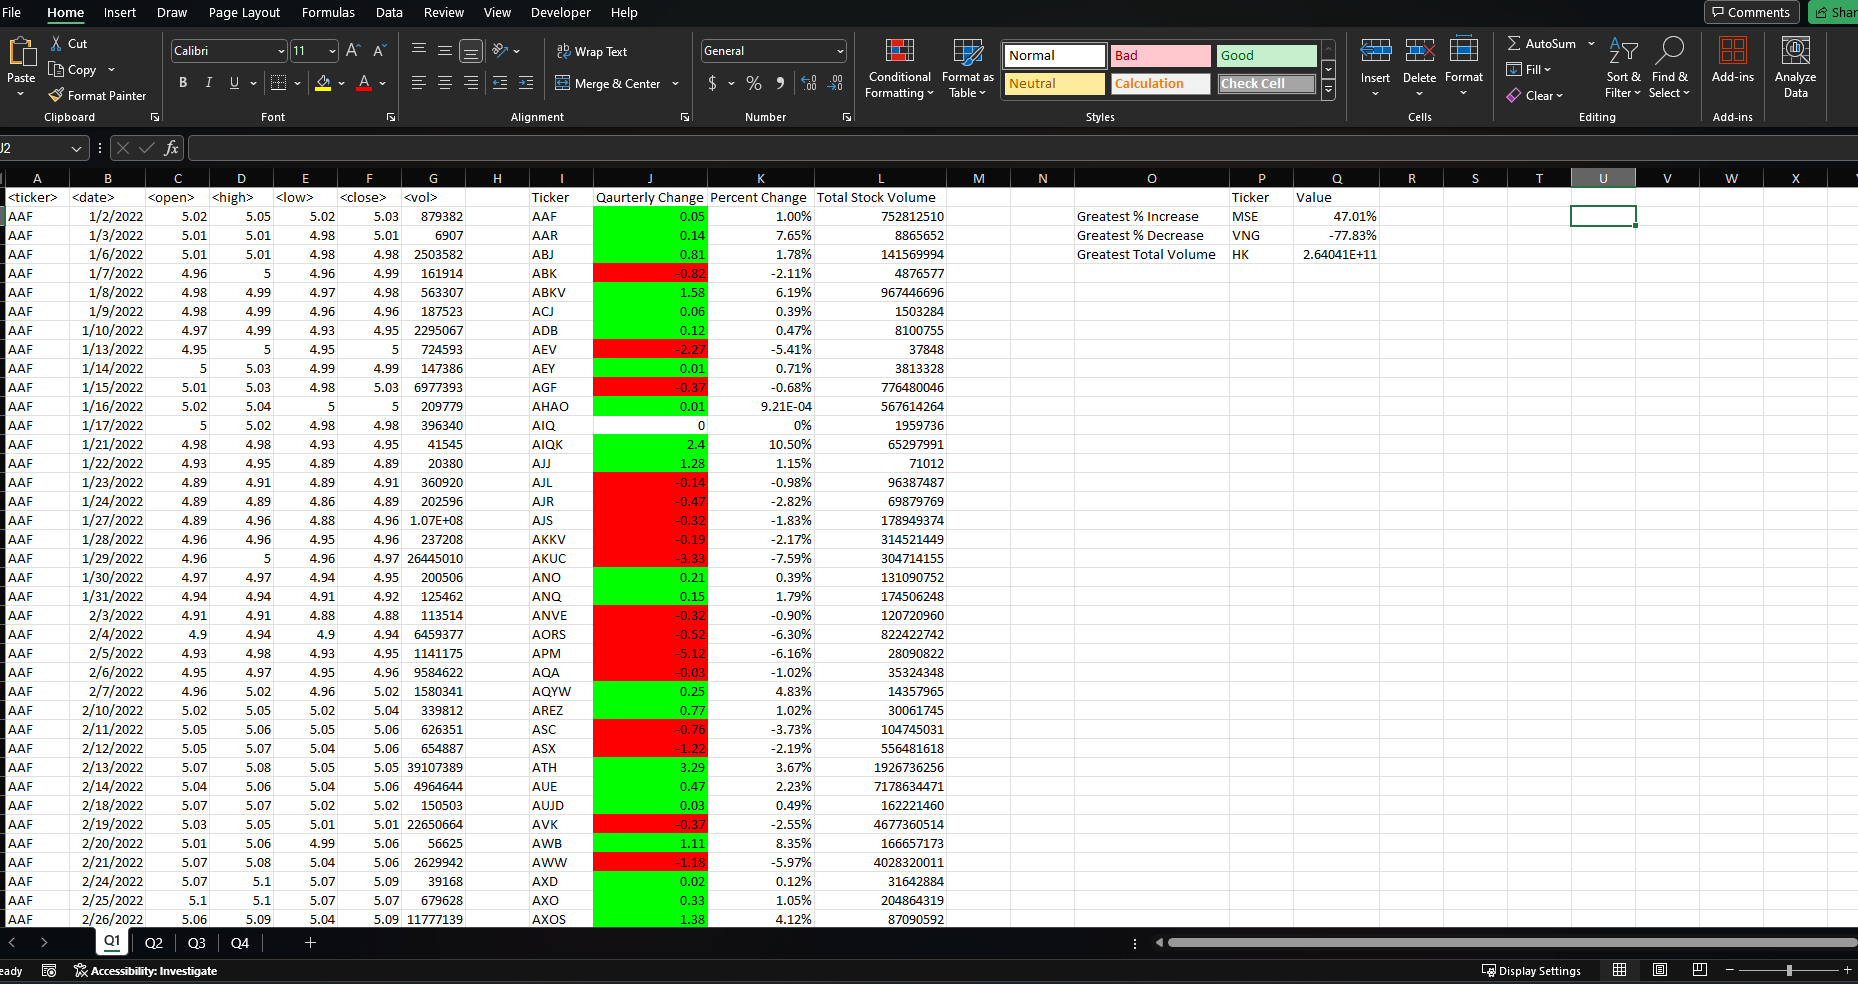 File Home Insert Draw Page Layout Formulas Data Review View Developer Help Comments Shar
Paste Cut Copy Format Painter Clipboard
Calibri 11 B I U A Font
Wrap Text Merge & Center Alignment
General $ % Number
Conditional Formatting Format as Table
Normal Bad Good
Neutral Calculation Check Cell
Styles
Insert Delete Format Cells
AutoSum Fill Clear Sort & Filter Find & Select Editing
Add-ins Add-ins
Analyze Data
J2 fx
A B C D E F G H I J K L M N O P Q R S T U V W X
<ticker> <date> <open> <high> <low> <close> <vol> Ticker Qaurterly Change Percent Change Total Stock Volume Ticker Value
AAF 1/2/2022 5.02 5.05 5.02 5.03 879382 AAF 0.05 1.00% 752812510 Greatest % Increase MSE 47.01%
AAF 1/3/2022 5.01 5.01 4.98 5.01 6907 AAR 0.14 7.65% 8865652 Greatest % Decrease VNG -77.83%
AAF 1/6/2022 5.01 5.01 4.98 4.98 2503582 ABJ 0.81 1.78% 141569994 Greatest Total Volume HK 2.64041E+11
AAF 1/7/2022 4.96 5 4.96 4.99 161914 ABK -0.82 -2.11% 4876577
AAF 1/8/2022 4.98 4.99 4.97 4.98 563307 ABKV 1.58 6.19% 967446696
AAF 1/9/2022 4.98 4.99 4.96 4.96 187523 ACJ 0.06 0.39% 1503284
AAF 1/10/2022 4.97 4.99 4.93 4.95 2295067 ADB 0.12 0.47% 8100755
AAF 1/13/2022 4.95 5 4.95 5 724593 AEV -2.27 -5.41% 37848
AAF 1/14/2022 5 5.03 4.99 4.99 147386 AEY 0.01 0.71% 3813328
AAF 1/15/2022 5.01 5.03 4.98 5.03 6977393 AGF -0.37 -0.68% 776480046
AAF 1/16/2022 5.02 5.04 5 5 209779 AHAO 0.01 9.21E-04 567614264
AAF 1/17/2022 5 5.02 4.98 4.98 396340 AIQ 0 0% 1959736
AAF 1/21/2022 4.98 4.98 4.93 4.95 41545 AIQK 2.4 10.50% 65297991
AAF 1/22/2022 4.93 4.95 4.89 4.89 20380 AJJ 1.28 1.15% 71012
AAF 1/23/2022 4.89 4.91 4.89 4.91 360920 AJL -0.14 -0.98% 96387487
AAF 1/24/2022 4.89 4.89 4.86 4.89 202596 AJR -0.47 -2.82% 69879769
AAF 1/27/2022 4.89 4.96 4.88 4.96 1.07E+08 AJS -0.32 -1.83% 178949374
AAF 1/28/2022 4.96 4.96 4.95 4.96 237208 AKKV -0.19 -2.17% 314521449
AAF 1/29/2022 4.96 5 4.96 4.97 26445010 AKUC -3.33 -7.59% 304714155
AAF 1/30/2022 4.97 4.97 4.94 4.95 200506 ANO 0.21 0.39% 131090752
AAF 1/31/2022 4.94 4.94 4.91 4.92 125462 ANQ 0.15 1.79% 174506248
AAF 2/3/2022 4.91 4.91 4.88 4.88 113514 ANVE -0.32 -0.90% 120720960
AAF 2/4/2022 4.9 4.94 4.9 4.94 6459377 AORS -0.52 -6.30% 822422742
AAF 2/5/2022 4.93 4.98 4.93 4.95 1141175 APM -5.12 -6.16% 28090822
AAF 2/6/2022 4.95 4.97 4.95 4.96 9584622 AQA -0.03 -1.02% 35324348
AAF 2/7/2022 4.96 5.02 4.96 5.02 1580341 AQYW 0.25 4.83% 14357965
AAF 2/10/2022 5.02 5.05 5.02 5.04 339812 AREZ 0.77 1.02% 30061745
AAF 2/11/2022 5.05 5.06 5.05 5.06 626351 ASC -0.76 -3.73% 104745031
AAF 2/12/2022 5.05 5.07 5.04 5.06 654887 ASX -1.22 -2.19% 556481618
AAF 2/13/2022 5.07 5.08 5.05 5.05 39107389 ATH 3.29 3.67% 1926736256
AAF 2/14/2022 5.04 5.06 5.04 5.06 4964644 AUE 0.47 2.23% 7178634471
AAF 2/18/2022 5.07 5.07 5.02 5.02 150503 AUJD 0.03 0.49% 162221460
AAF 2/19/2022 5.03 5.05 5.01 5.01 22650664 AVK -0.37 -2.55% 4677360514
AAF 2/20/2022 5.01 5.06 4.99 5.06 56625 AWB 1.11 8.35% 166657173
AAF 2/21/2022 5.07 5.08 5.04 5.06 2629942 AWW -1.18 -5.97% 4028320011
AAF 2/24/2022 5.07 5.1 5.07 5.09 39168 AXD 0.02 0.12% 31642884
AAF 2/25/2022 5.1 5.1 5.07 5.07 679628 AXO 0.33 1.05% 204864319
AAF 2/26/2022 5.06 5.09 5.04 5.09 11777139 AXOS 1.38 4.12% 87090592
Q1 Q2 Q3 Q4
eady Accessibility: Investigate Display Settings